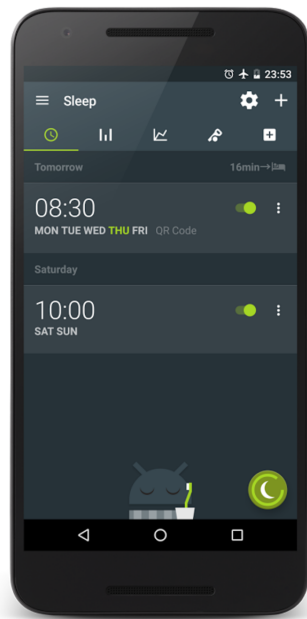 23:53
Sleep
Tomorrow 16min→
08:30
MON TUE WED THU FRI QR Code
Saturday
10:00
SAT SUN